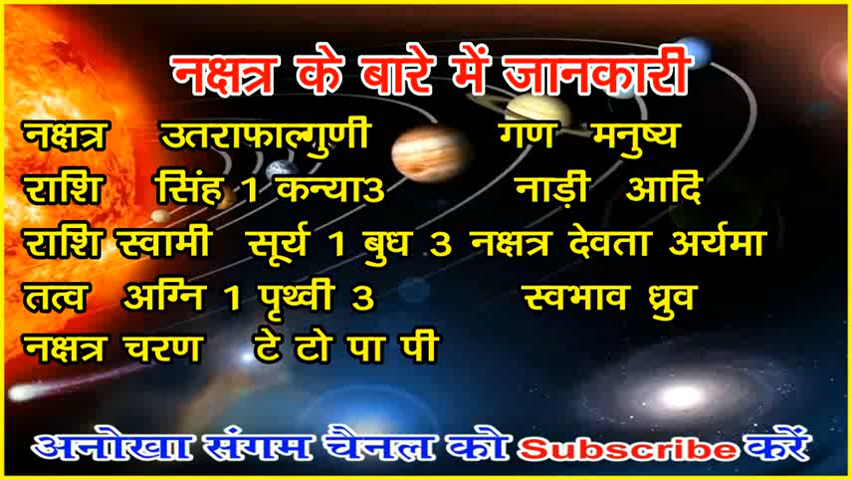 नक्षत्र के बारे में जानकारी
नक्षत्र उतराफाल्गुणी गण मनुष्य
राशि सिंह 1 कन्या3 नाड़ी आदि
राशि स्वामी सूर्य 1 बुध 3 नक्षत्र देवता अर्यमा
तत्व अग्नि 1 पृथ्वी 3 स्वभाव ध्रुव
नक्षत्र चरण टे टो पा पी
अनोखा संगम चैनल को Subscribe करें